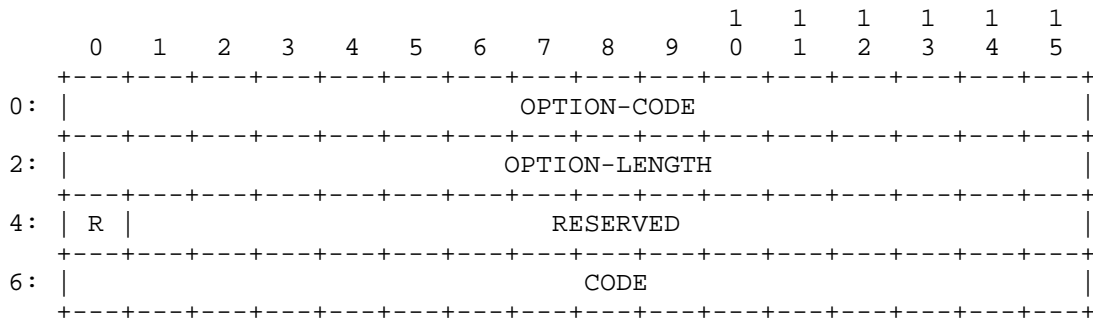 1   1   1   1   1   1
       0   1   2   3   4   5   6   7   8   9   0   1   2   3   4   5
     +---+---+---+---+---+---+---+---+---+---+---+---+---+---+---+---+
0: |                            OPTION-CODE                        |
     +---+---+---+---+---+---+---+---+---+---+---+---+---+---+---+---+
2: |                           OPTION-LENGTH                       |
     +---+---+---+---+---+---+---+---+---+---+---+---+---+---+---+---+
4: | R |                          RESERVED                         |
     +---+---+---+---+---+---+---+---+---+---+---+---+---+---+---+---+
6: |                                CODE                           |
     +---+---+---+---+---+---+---+---+---+---+---+---+---+---+---+---+